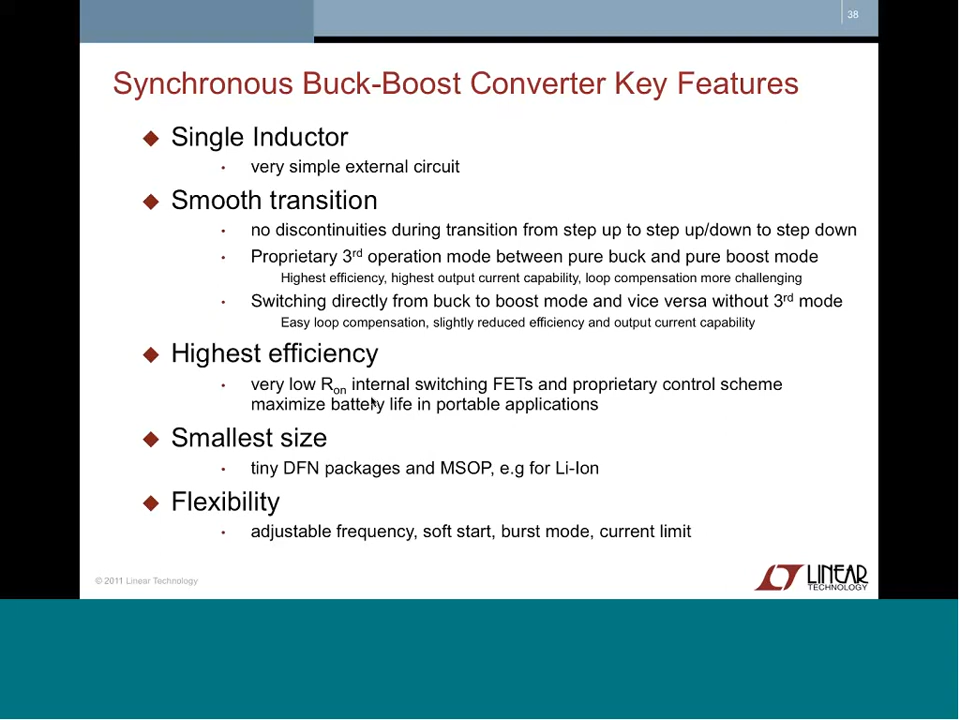 38
Synchronous Buck-Boost Converter Key Features
◆ Single Inductor
• very simple external circuit
◆ Smooth transition
• no discontinuities during transition from step up to step up/down to step down
• Proprietary 3rd operation mode between pure buck and pure boost mode
Highest efficiency, highest output current capability, loop compensation more challenging
• Switching directly from buck to boost mode and vice versa without 3rd mode
Easy loop compensation, slightly reduced efficiency and output current capability
◆ Highest efficiency
• very low Ron internal switching FETs and proprietary control scheme
maximize battery life in portable applications
◆ Smallest size
• tiny DFN packages and MSOP, e.g for Li-Ion
◆ Flexibility
• adjustable frequency, soft start, burst mode, current limit
© 2011 Linear Technology
LINEAR
TECHNOLOGY